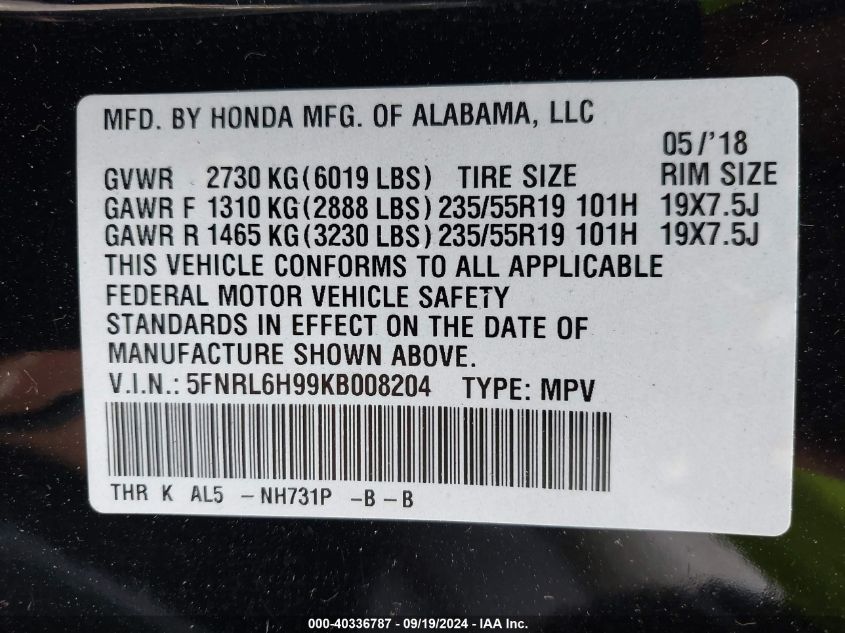 MFD. BY HONDA MFG. OF ALABAMA, LLC
05/'18
GVWR 2730 KG(6019 LBS) TIRE SIZE RIM SIZE
GAWR F 1310 KG(2888 LBS) 235/55R19 101H 19X7.5J
GAWR R 1465 KG(3230 LBS) 235/55R19 101H 19X7.5J
THIS VEHICLE CONFORMS TO ALL APPLICABLE
FEDERAL MOTOR VEHICLE SAFETY
STANDARDS IN EFFECT ON THE DATE OF
MANUFACTURE SHOWN ABOVE.
V.I.N.: 5FNRL6H99KB008204 TYPE: MPV
THR K AL5 -NH731P -B-B
000-40336787 - 09/19/2024 - IAA Inc.